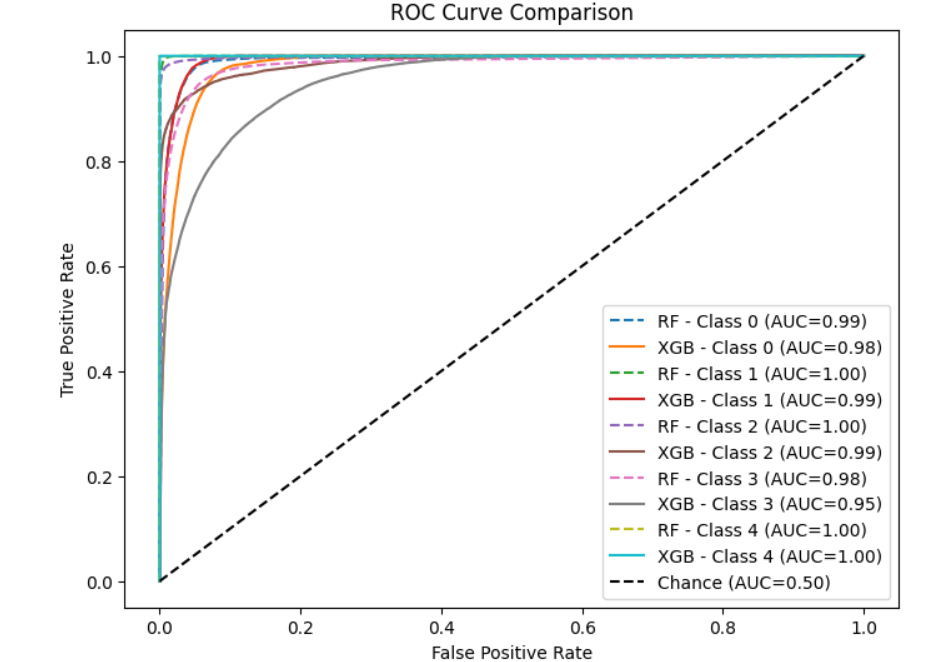 ROC Curve Comparison
True Positive Rate
1.0
0.8
0.6
0.4
0.2
0.0
RF - Class 0 (AUC=0.99)
XGB - Class 0 (AUC=0.98)
RF - Class 1 (AUC=1.00)
XGB - Class 1 (AUC=0.99)
RF - Class 2 (AUC=1.00)
XGB - Class 2 (AUC=0.99)
RF - Class 3 (AUC=0.98)
XGB - Class 3 (AUC=0.95)
RF - Class 4 (AUC=1.00)
XGB - Class 4 (AUC=1.00)
Chance (AUC=0.50)
0.0 0.2 0.4 0.6 0.8 1.0
False Positive Rate